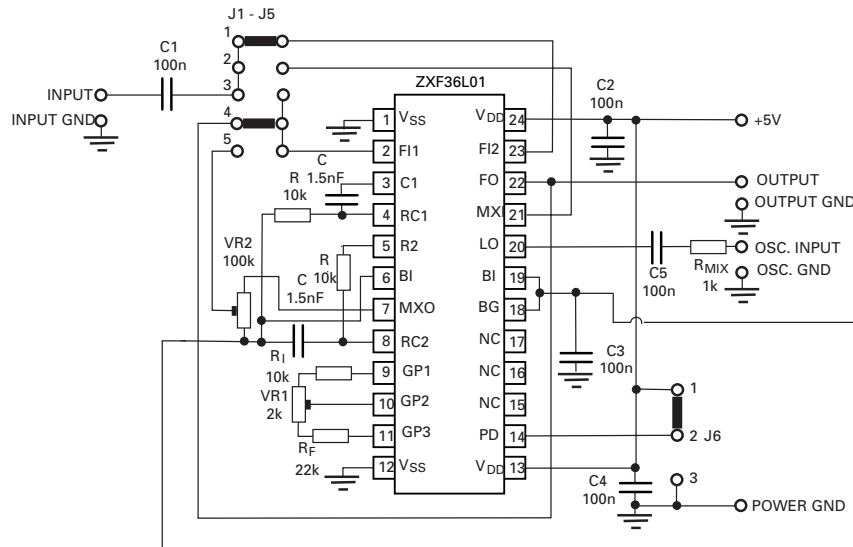 J1 - J5
C1
100n
1
2
3
4
5
INPUT
INPUT GND
ZXF36L01
1 VSS
2 FI1
3 C1
4 RC1
5 R2
6 BI
7 MXO
8 RC2
9 GP1
10 GP2
11 GP3
12 VSS
VDD 24
FI2 23
FO 22
MXI 21
LO 20
BI 19
BG 18
NC 17
NC 16
NC 15
PD 14
VDD 13
C
1.5nF
R
10k
VR2
100k
R
10k
C
1.5nF
RI
10k
VR1
2k
RF
22k
C2
100n
+5V
OUTPUT
OUTPUT GND
OSC. INPUT
OSC. GND
C5
100n
RMIX
1k
C3
100n
1
2 J6
3
C4
100n
POWER GND